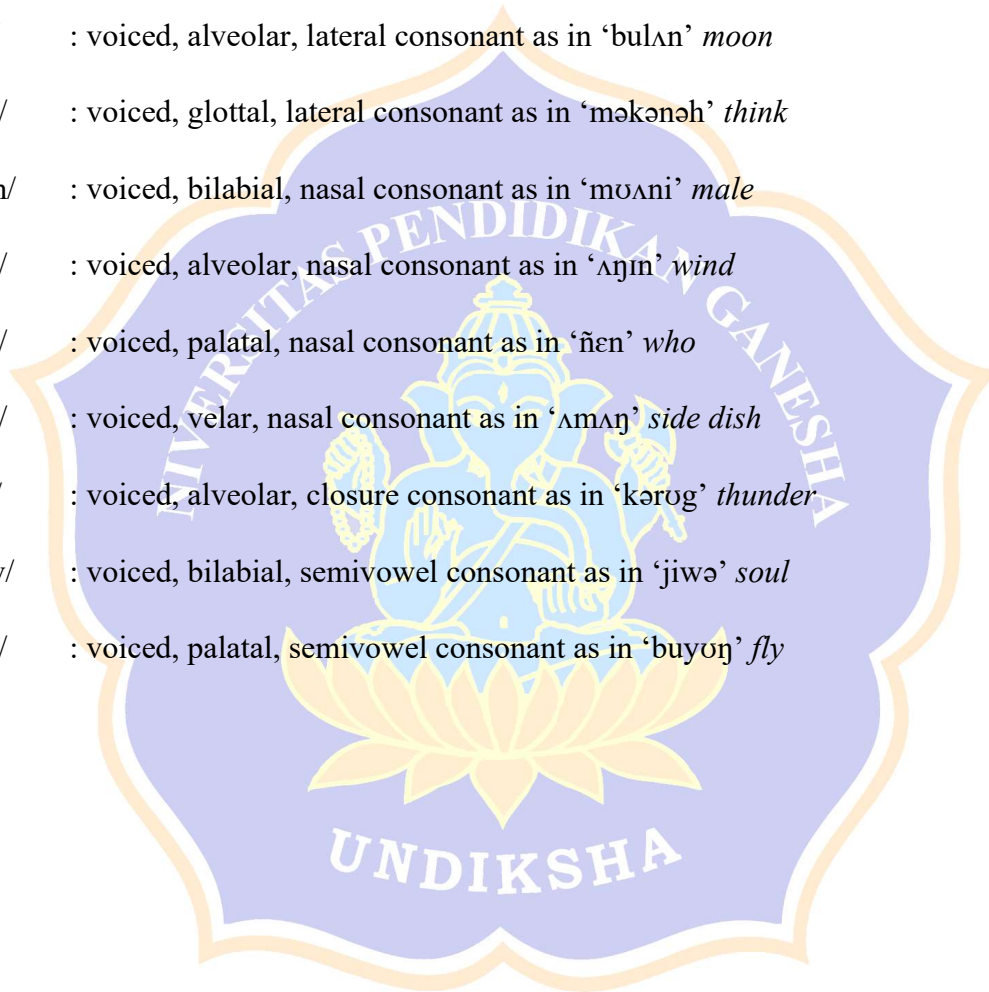 : voiced, alveolar, lateral consonant as in ‘bulʌn’ moon
/ : voiced, glottal, lateral consonant as in ‘məkənəh’ think
/ : voiced, bilabial, nasal consonant as in ‘mʊʌni’ male
/ : voiced, alveolar, nasal consonant as in ‘ʌŋɪn’ wind
/ : voiced, palatal, nasal consonant as in ‘ñɛn’ who
/ : voiced, velar, nasal consonant as in ‘ʌmʌŋ’ side dish
/ : voiced, alveolar, closure consonant as in ‘kərʊg’ thunder
/ : voiced, bilabial, semivowel consonant as in ‘jiwə’ soul
/ : voiced, palatal, semivowel consonant as in ‘buyʊŋ’ fly
NIVERSITAS PENDIDIKAN GANESHA
UNDIKSHA